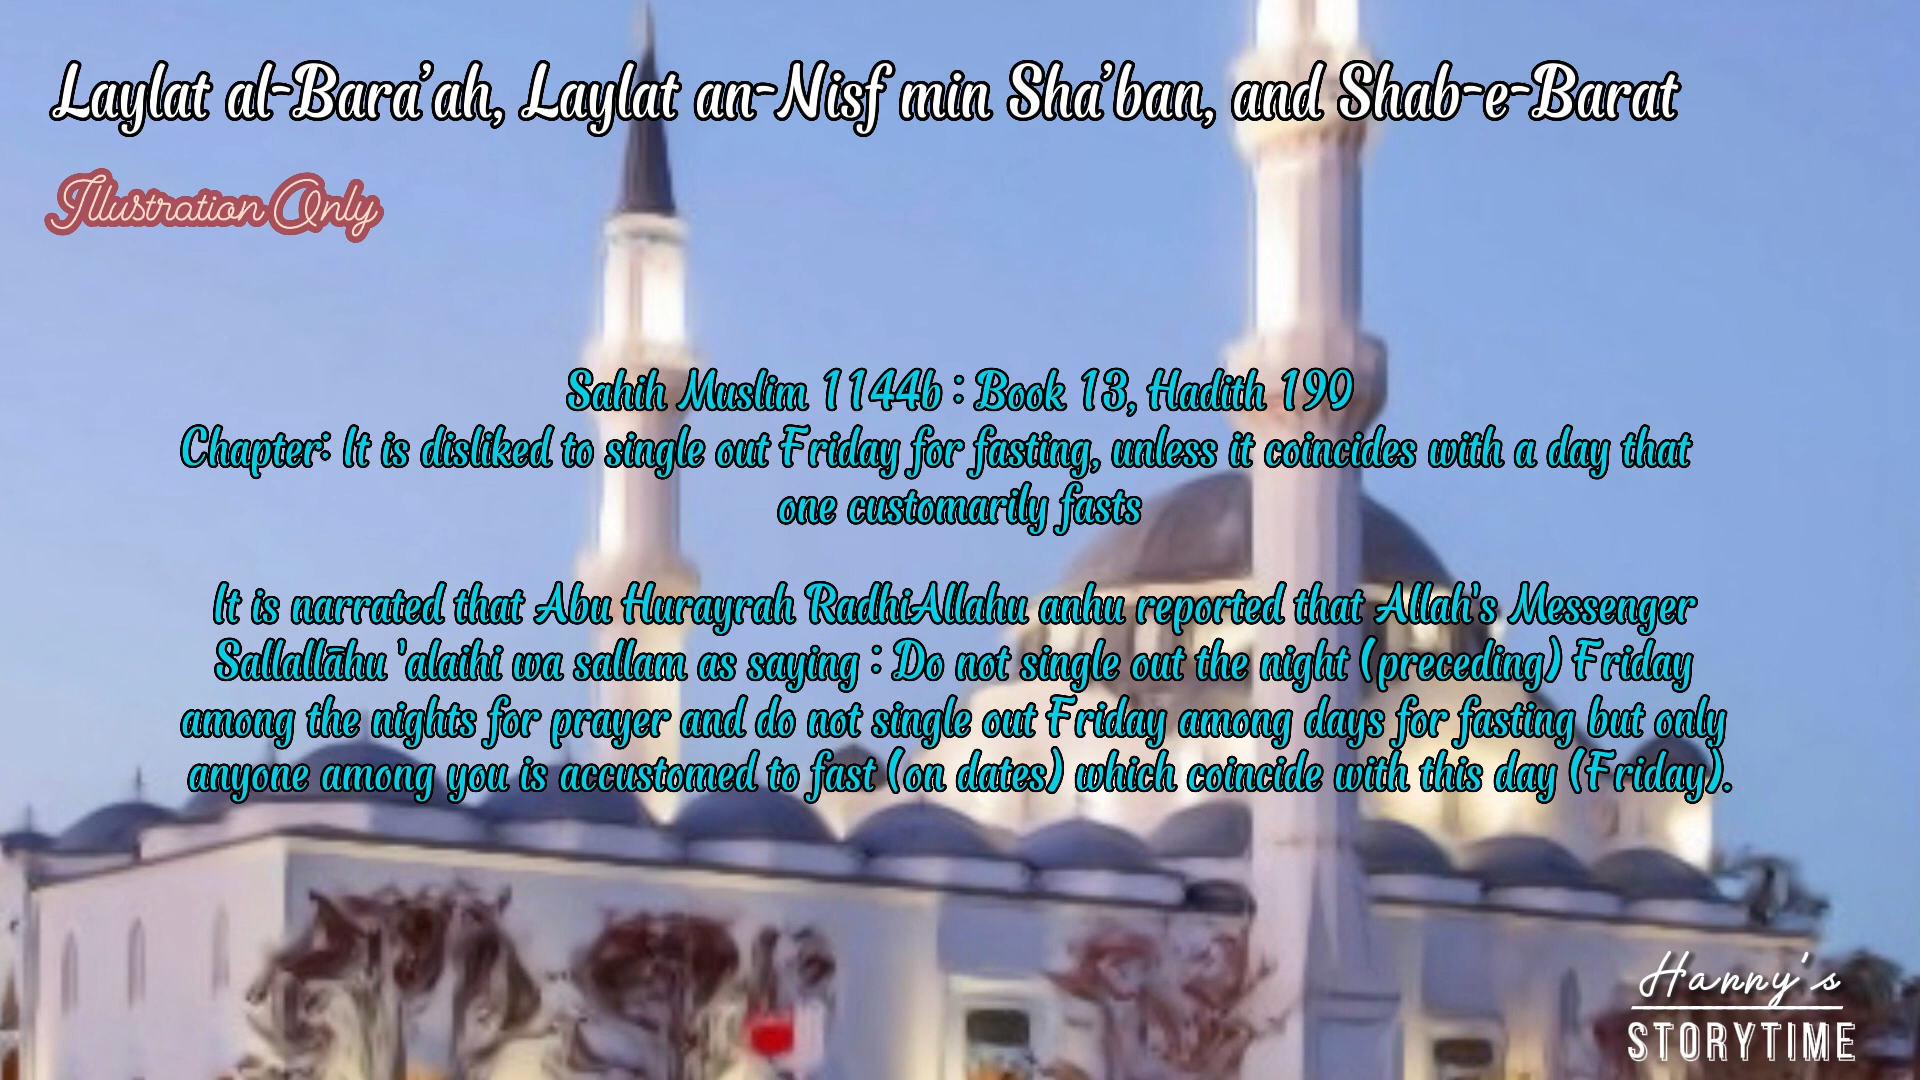 Laylat al-Bara'ah, Laylat an-Nisf min Sha'ban, and Shab-e-Barat
Illustration Only
Sahih Muslim 1144b : Book 13, Hadith 190
Chapter: It is disliked to single out Friday for fasting, unless it coincides with a day that
one customarily fasts
It is narrated that Abu Hurayrah RadhiAllahu anhu reported that Allah's Messenger
Sallallāhu 'alaihi wa sallam as saying : Do not single out the night (preceding) Friday
among the nights for prayer and do not single out Friday among days for fasting but only
anyone among you is accustomed to fast (on dates) which coincide with this day (Friday).
Hanny's
STORYTIME